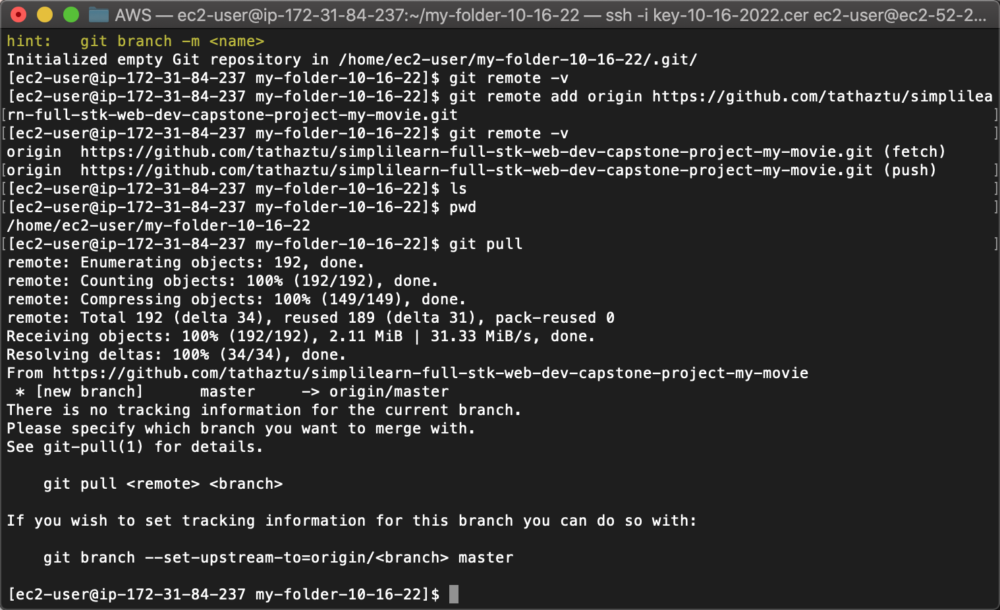 AWS — ec2-user@ip-172-31-84-237:~/my-folder-10-16-22 — ssh -i key-10-16-2022.cer ec2-user@ec2-52-2...
hint:   git branch -m <name>
Initialized empty Git repository in /home/ec2-user/my-folder-10-16-22/.git/
[ec2-user@ip-172-31-84-237 my-folder-10-16-22]$ git remote -v
[ec2-user@ip-172-31-84-237 my-folder-10-16-22]$ git remote add origin https://github.com/tathaztu/simplilea
[rn-full-stk-web-dev-capstone-project-my-movie.git ]
[[ec2-user@ip-172-31-84-237 my-folder-10-16-22]$ git remote -v ]
origin  https://github.com/tathaztu/simplilearn-full-stk-web-dev-capstone-project-my-movie.git (fetch)
[origin  https://github.com/tathaztu/simplilearn-full-stk-web-dev-capstone-project-my-movie.git (push) ]
[[ec2-user@ip-172-31-84-237 my-folder-10-16-22]$ ls ]
[[ec2-user@ip-172-31-84-237 my-folder-10-16-22]$ pwd ]
/home/ec2-user/my-folder-10-16-22
[[ec2-user@ip-172-31-84-237 my-folder-10-16-22]$ git pull ]
remote: Enumerating objects: 192, done.
remote: Counting objects: 100% (192/192), done.
remote: Compressing objects: 100% (149/149), done.
remote: Total 192 (delta 34), reused 189 (delta 31), pack-reused 0
Receiving objects: 100% (192/192), 2.11 MiB | 31.33 MiB/s, done.
Resolving deltas: 100% (34/34), done.
From https://github.com/tathaztu/simplilearn-full-stk-web-dev-capstone-project-my-movie
 * [new branch]      master     -> origin/master
There is no tracking information for the current branch.
Please specify which branch you want to merge with.
See git-pull(1) for details.
    git pull <remote> <branch>
If you wish to set tracking information for this branch you can do so with:
    git branch --set-upstream-to=origin/<branch> master
[ec2-user@ip-172-31-84-237 my-folder-10-16-22]$